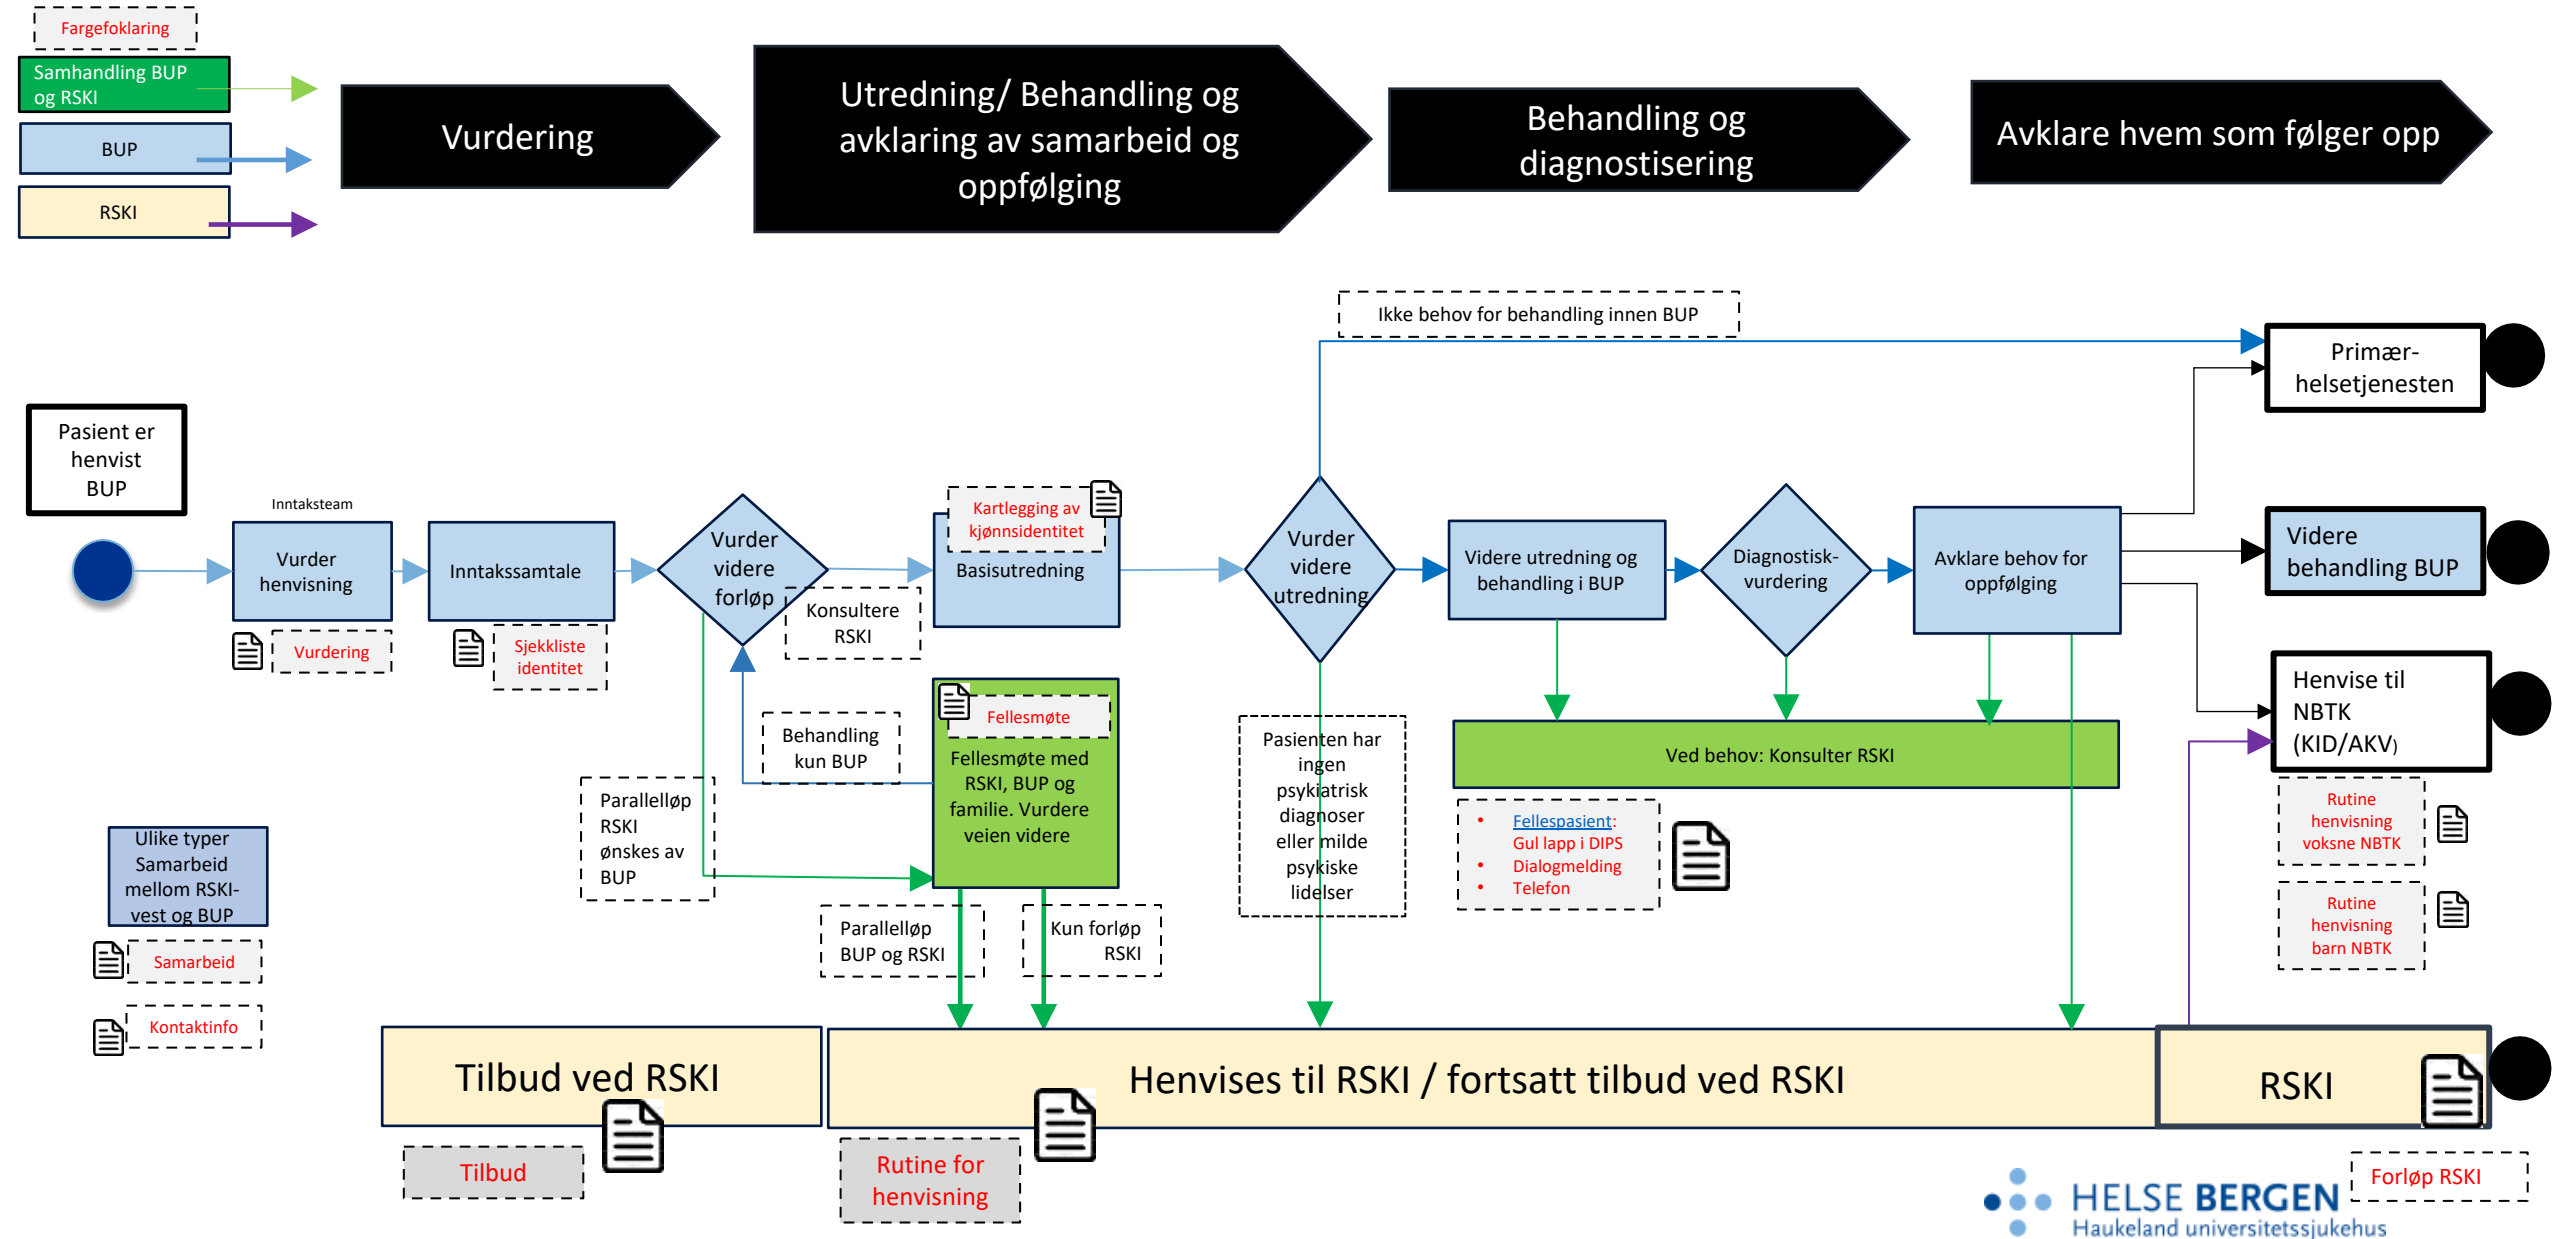 Fargefoklaring
Samhandling BUP
og RSKI
BUP
RSKI
Vurdering
Utredning/ Behandling og
avklaring av samarbeid og
oppfølging
Behandling og
diagnostisering
Avklare hvem som følger opp
Ikke behov for behandling innen BUP
Primær-
helsetjenesten
Pasient er
henvist
BUP
Inntaksteam
Vurder
henvisning
Vurdering
Inntakssamtale
Sjekkliste
identitet
Vurder
videre
forløp
Konsultere
RSKI
Kartlegging av
kjønnsidentitet
Basisutredning
Vurder
videre
utredning
Videre utredning og
behandling i BUP
Diagnostisk-
vurdering
Avklare behov for
oppfølging
Videre
behandling BUP
Henvise til
NBTK
(KID/AKV)
Rutine
henvisning
voksne NBTK
Rutine
henvisning
barn NBTK
Behandling
kun BUP
Fellesmøte
Fellesmøte med
RSKI, BUP og
familie. Vurdere
veien videre
Parallelløp
RSKI
ønskes av
BUP
Parallelløp
BUP og RSKI
Kun forløp
RSKI
Pasienten har
ingen
psykiatrisk
diagnoser
eller milde
psykiske
lidelser
Ved behov: Konsulter RSKI
• Fellespasient:
Gul lapp i DIPS
• Dialogmelding
• Telefon
Ulike typer
Samarbeid
mellom RSKI-
vest og BUP
Samarbeid
Kontaktinfo
Tilbud ved RSKI
Tilbud
Henvises til RSKI / fortsatt tilbud ved RSKI
Rutine for
henvisning
RSKI
Forløp RSKI
HELSE BERGEN
Haukeland universitetssjukehus